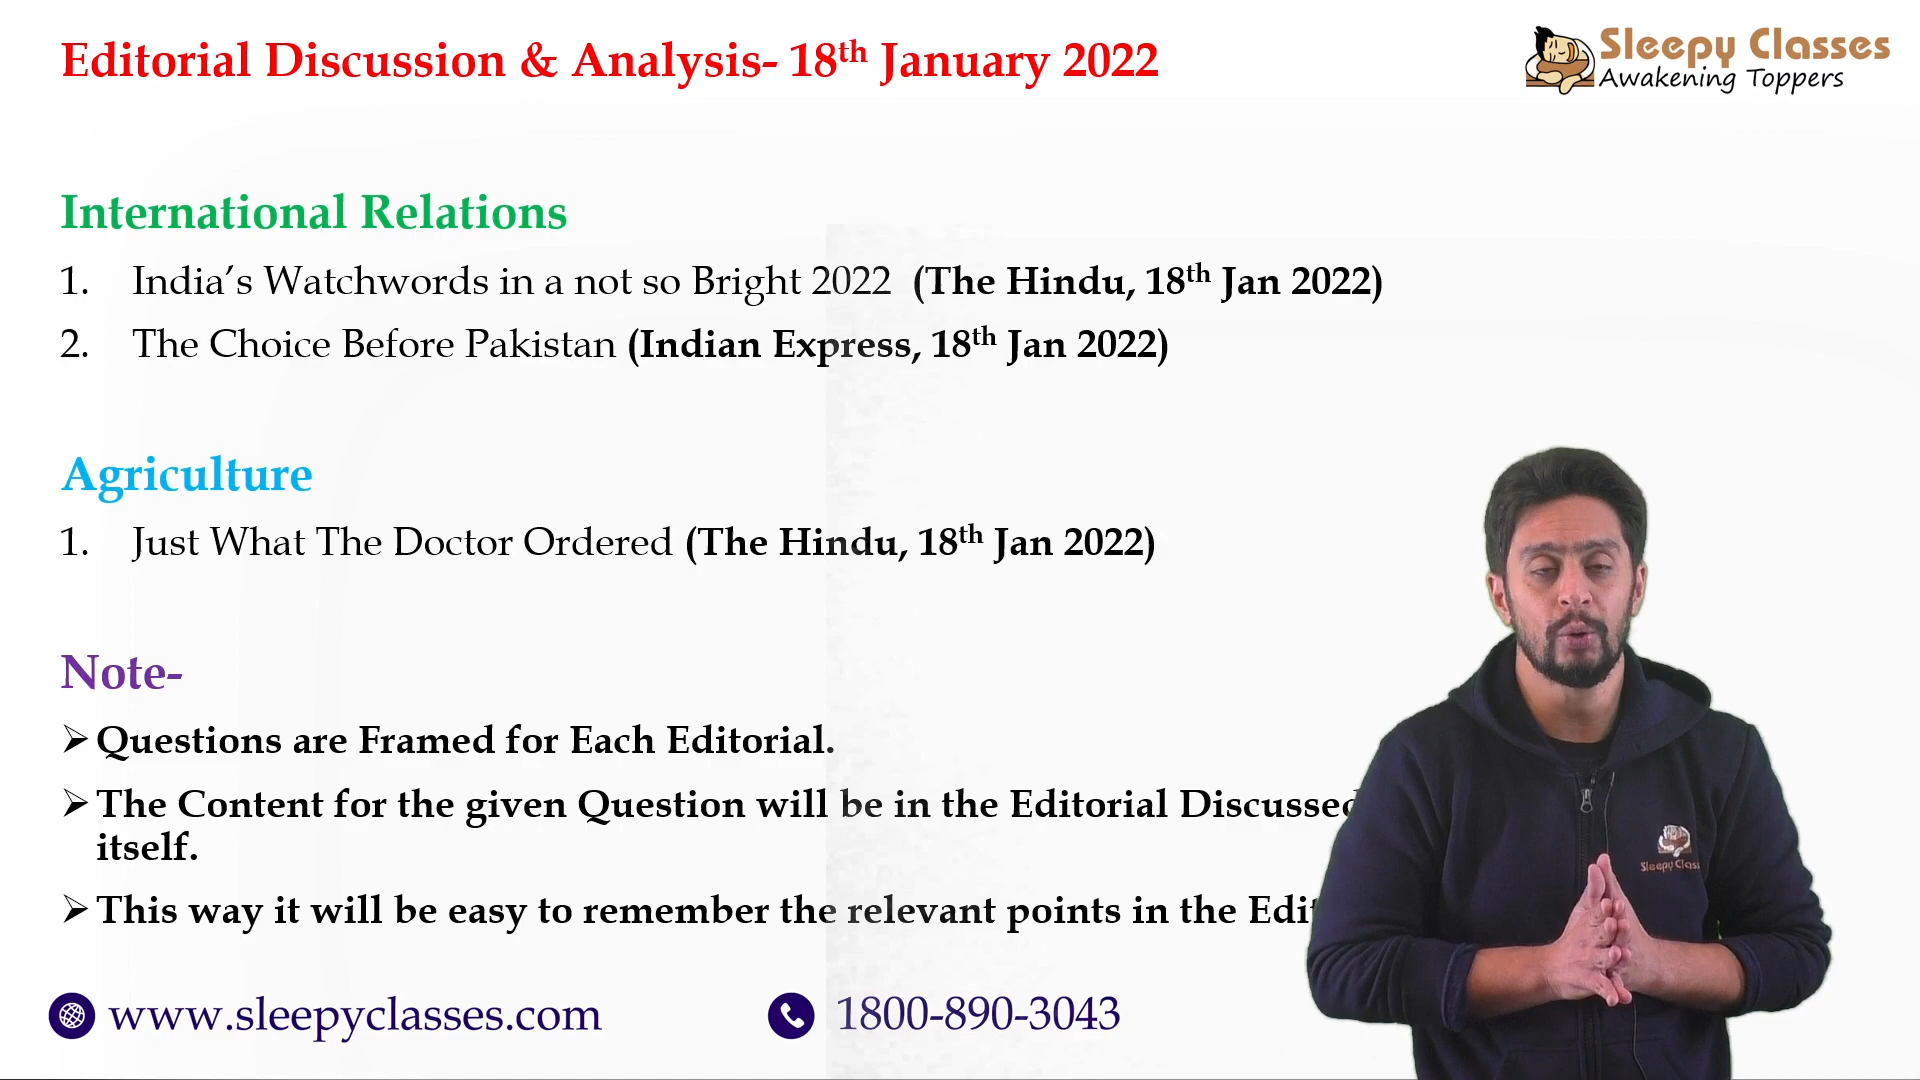 Editorial Discussion & Analysis- 18th January 2022
Sleepy Classes
Awakening Toppers
International Relations
1. India’s Watchwords in a not so Bright 2022 (The Hindu, 18th Jan 2022)
2. The Choice Before Pakistan (Indian Express, 18th Jan 2022)
Agriculture
1. Just What The Doctor Ordered (The Hindu, 18th Jan 2022)
Note-
➢ Questions are Framed for Each Editorial.
➢ The Content for the given Question will be in the Editorial Discussed
itself.
➢ This way it will be easy to remember the relevant points in the
Sleepy
www.sleepyclasses.com
1800-890-3043